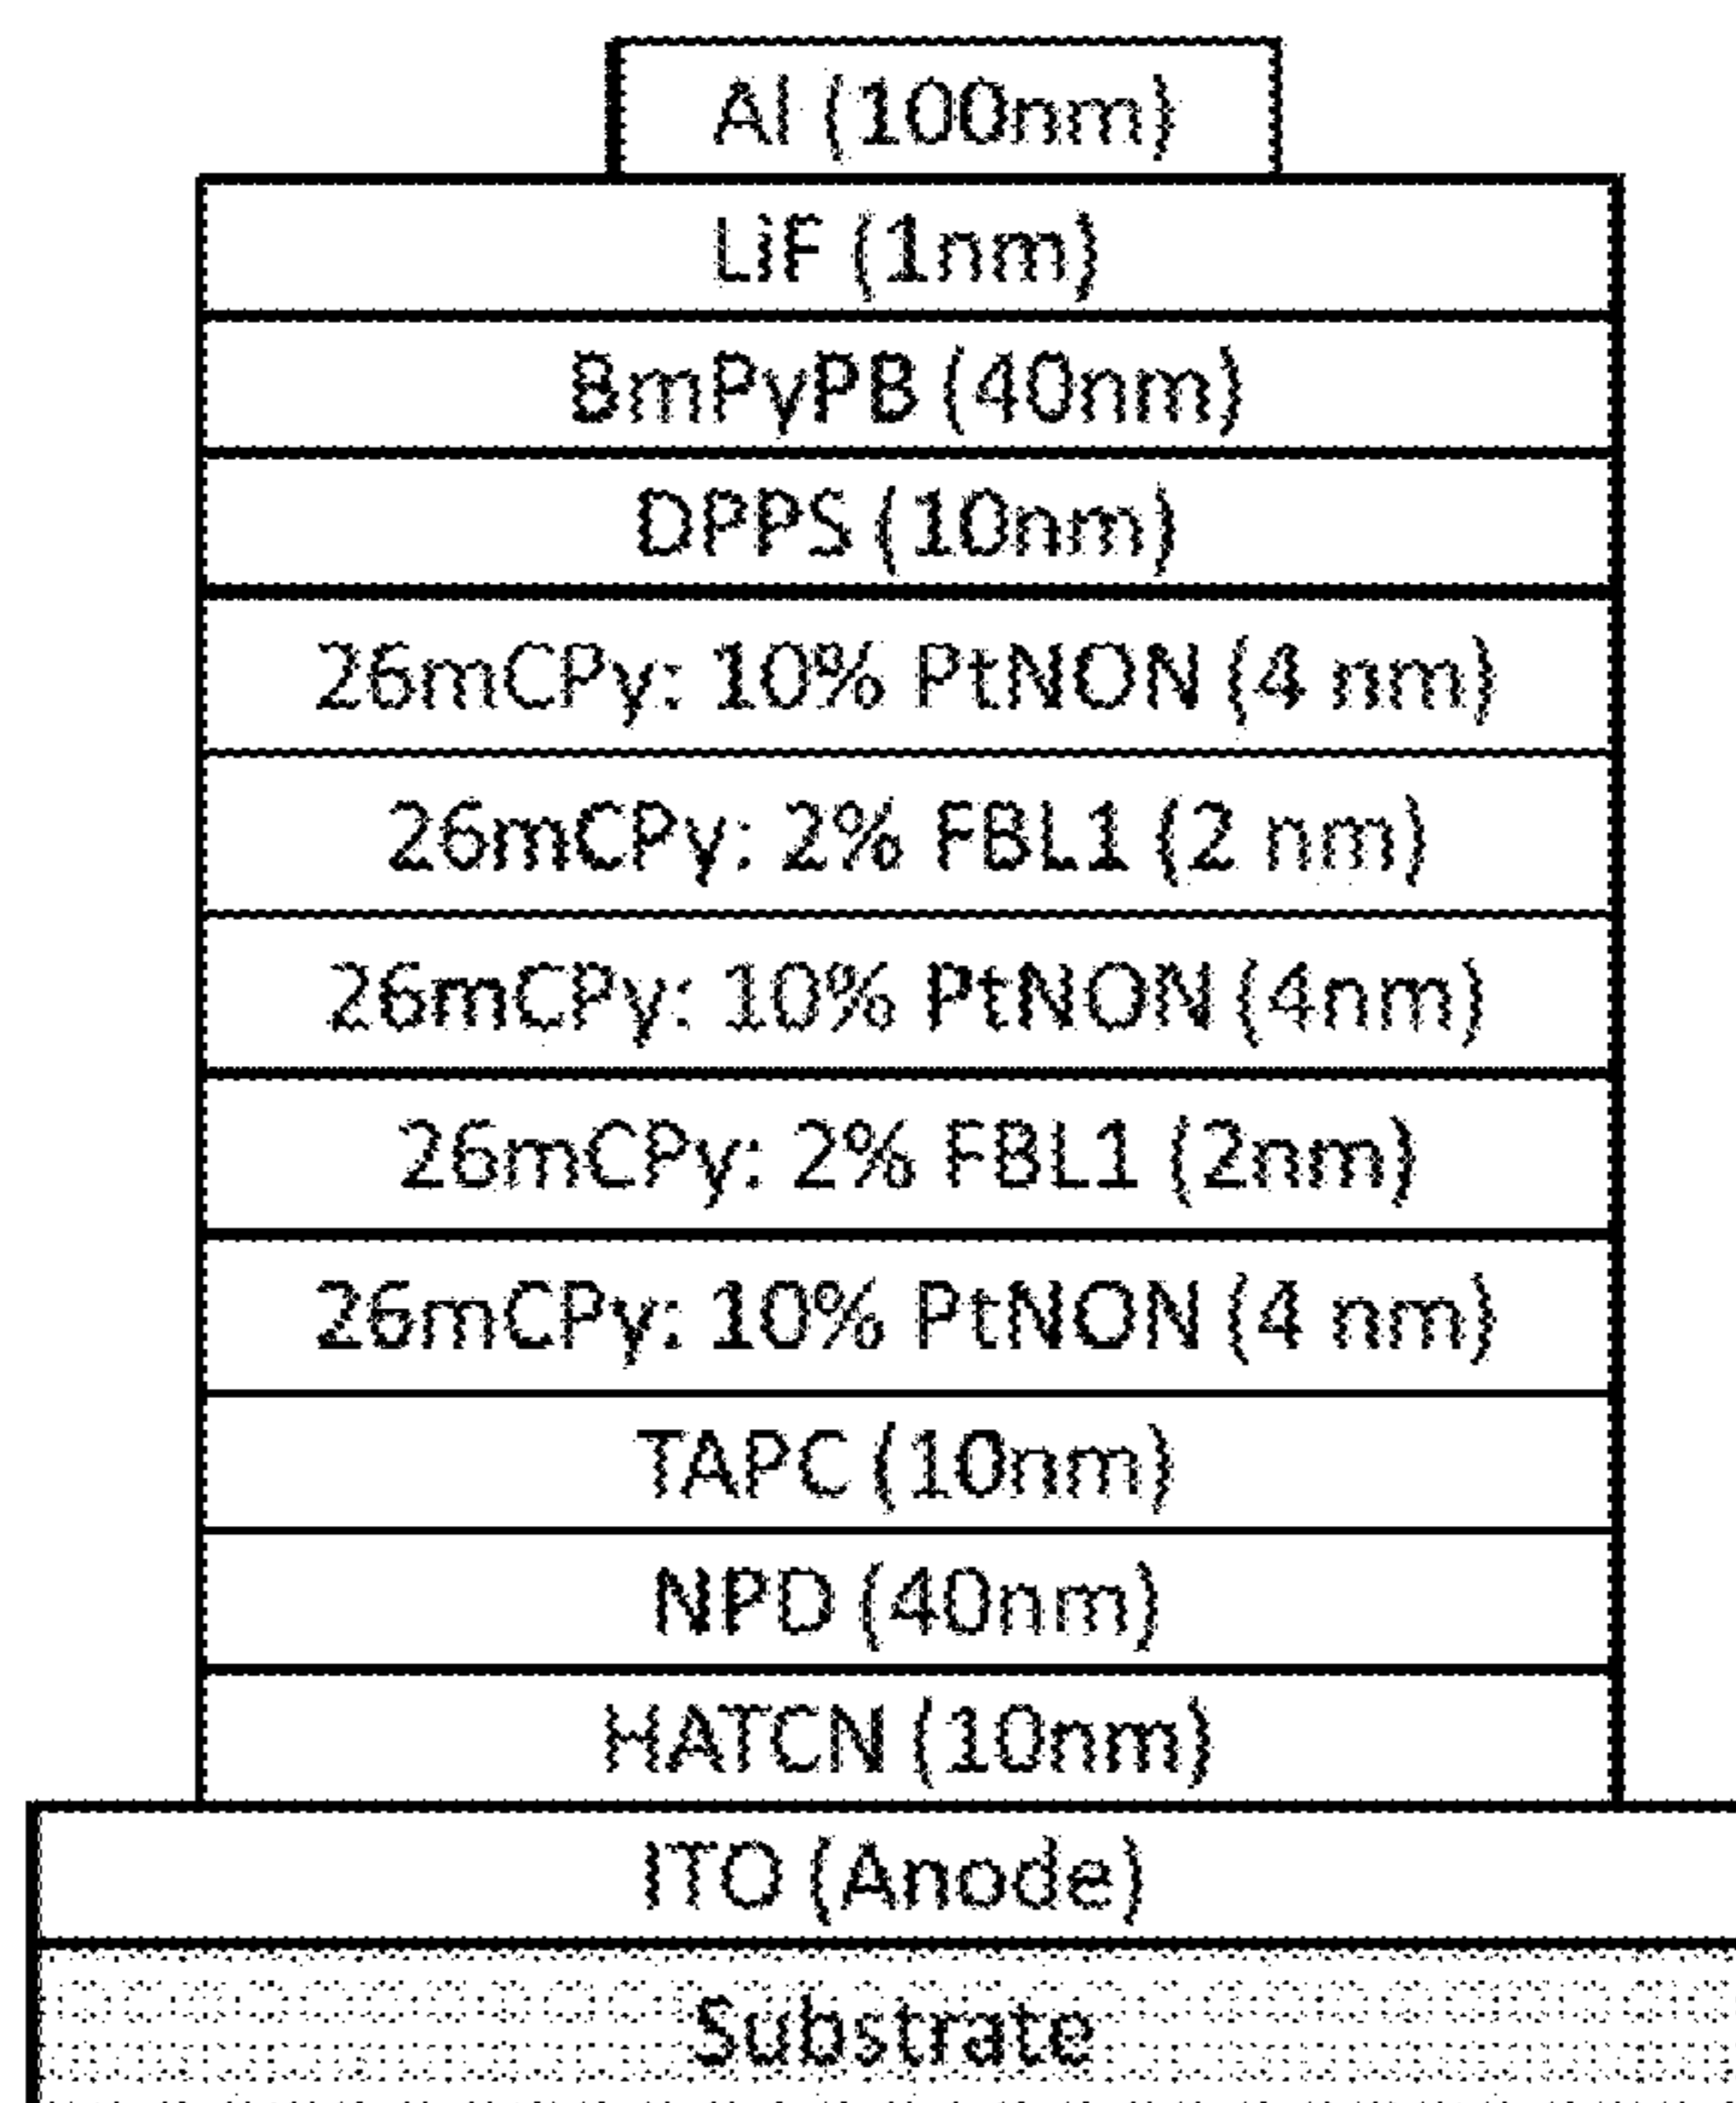 Al (100nm)
LiF (1nm)
BmPyPB (40nm)
DPPS (10nm)
26mCPy: 10% PtNON (4 nm)
26mCPy: 2% FBL1 (2 nm)
26mCPy: 10% PtNON (4nm)
26mCPy: 2% FBL1 (2nm)
26mCPy: 10% PtNON (4 nm)
TAPC (10nm)
NPD (40nm)
HATCN (10nm)
ITO (Anode)
Substrate